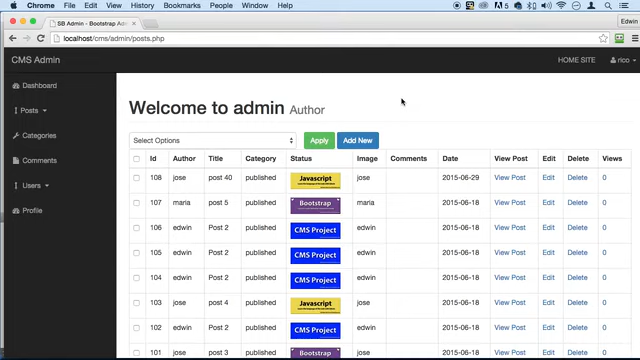 Chrome File Edit View History Bookmarks People Window Help
SB Admin - Bootstrap Adm
Edwin
localhost/cms/admin/posts.php
CMS Admin HOME SITE rico
Dashboard
Posts
Categories
Comments
Users
Profile
Welcome to admin Author
Select Options Apply Add New
Id Author Title Category Status Image Comments Date View Post Edit Delete Views
108 jose post 40 published Javascript jose 2015-06-29 View Post Edit Delete 0
107 maria post 5 published Bootstrap maria 2015-06-18 View Post Edit Delete 0
106 edwin Post 2 published CMS Project edwin 2015-06-18 View Post Edit Delete 0
105 edwin Post 2 published CMS Project edwin 2015-06-18 View Post Edit Delete 0
104 edwin Post 2 published CMS Project edwin 2015-06-18 View Post Edit Delete 0
103 jose post 4 published Javascript jose 2015-06-18 View Post Edit Delete 0
102 edwin Post 2 published CMS Project edwin 2015-06-18 View Post Edit Delete 0
101 jose post 3 published Bootstrap jose 2015-06-18 View Post Edit Delete 0